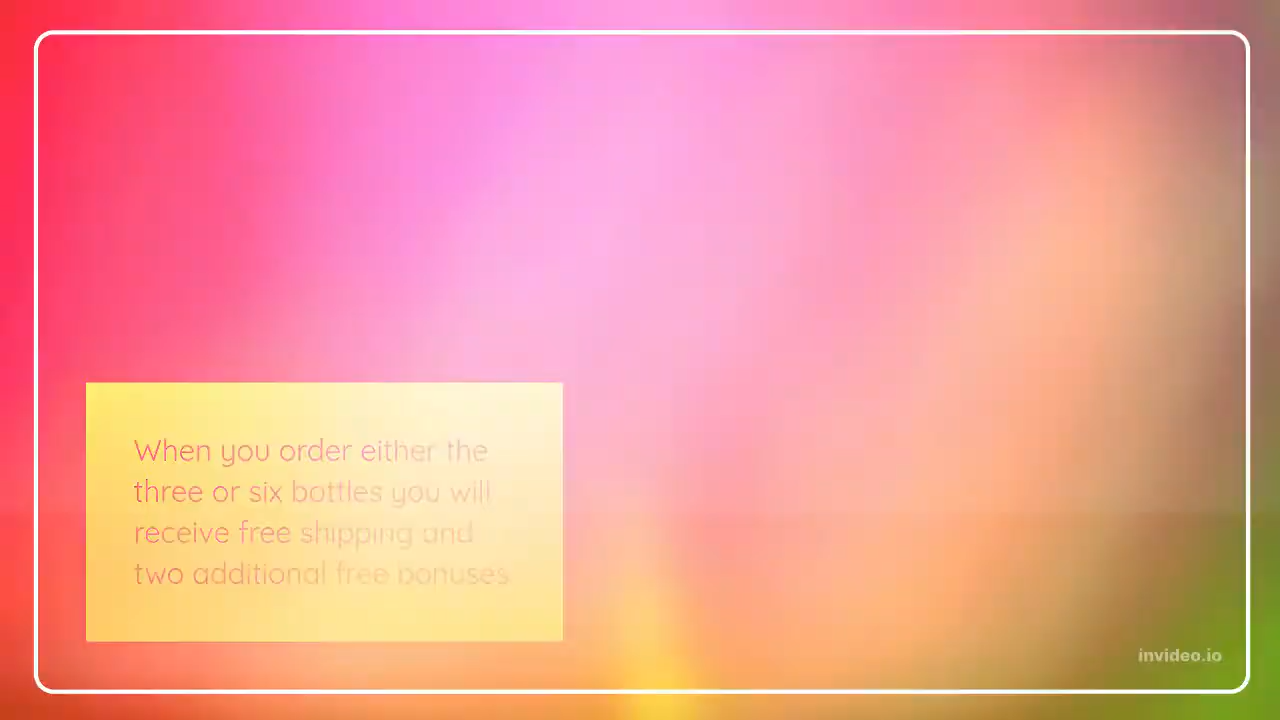 When you order either the
three or six bottles you will
receive free shipping and
two additional free bonuses
invideo.io